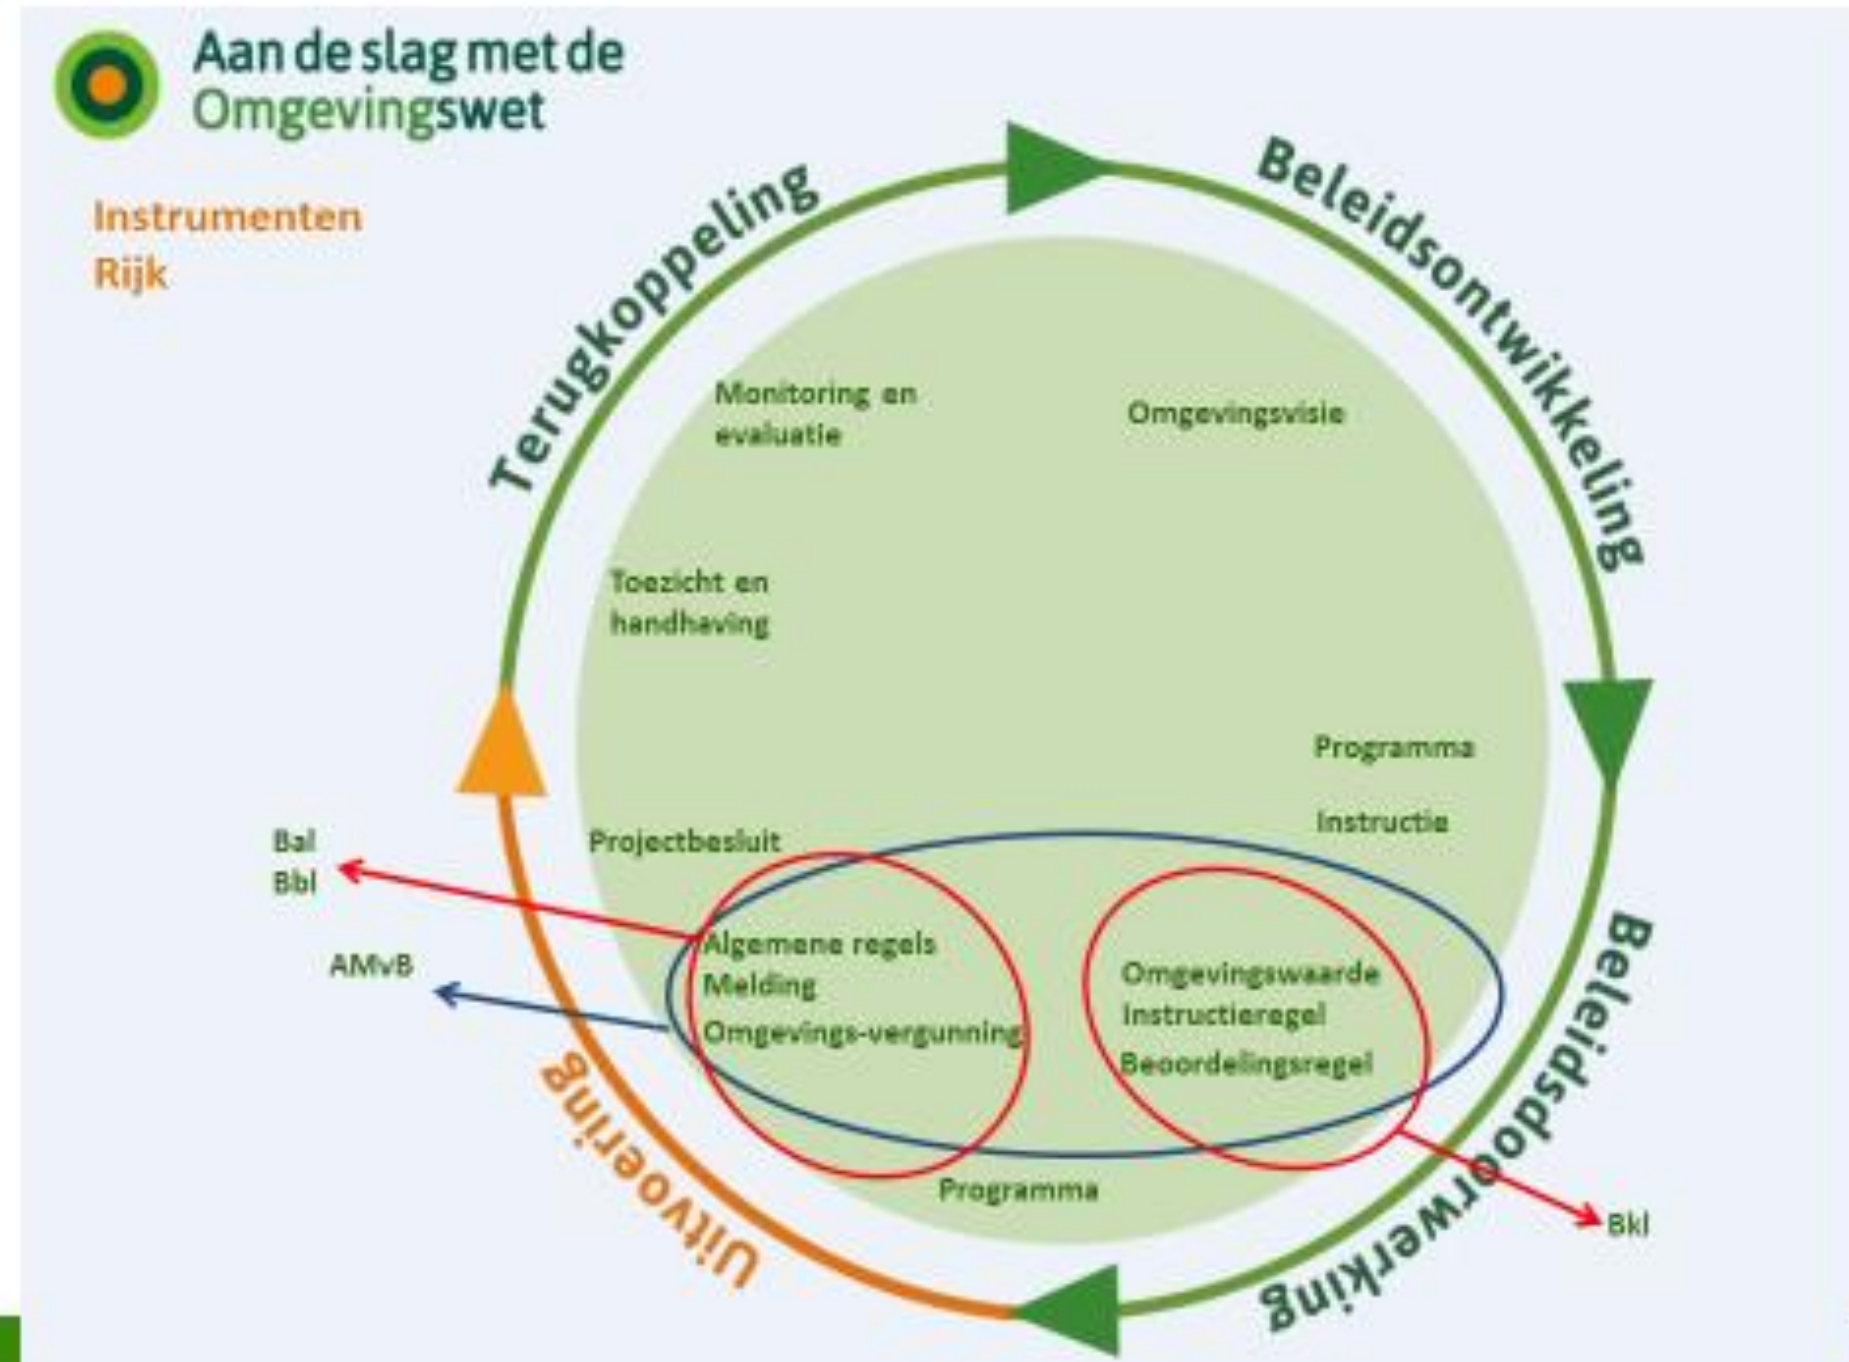 Aan de slag met de
Omgevingswet
Instrumenten
Rijk
Terugkoppeling
Beleidsontwikkeling
Monitoring en
evaluatie
Omgevingsvisie
Toezicht en
handhaving
Programma
Instructie
Projectbesluit
Bal
Bbl
AMvB
Algemene regels
Melding
Omgevings-vergunning
Omgevingswaarde
Instructieregel
Beoordelingsregel
Programma
Bkl
Uitvoering
Beleidsdoorwerking